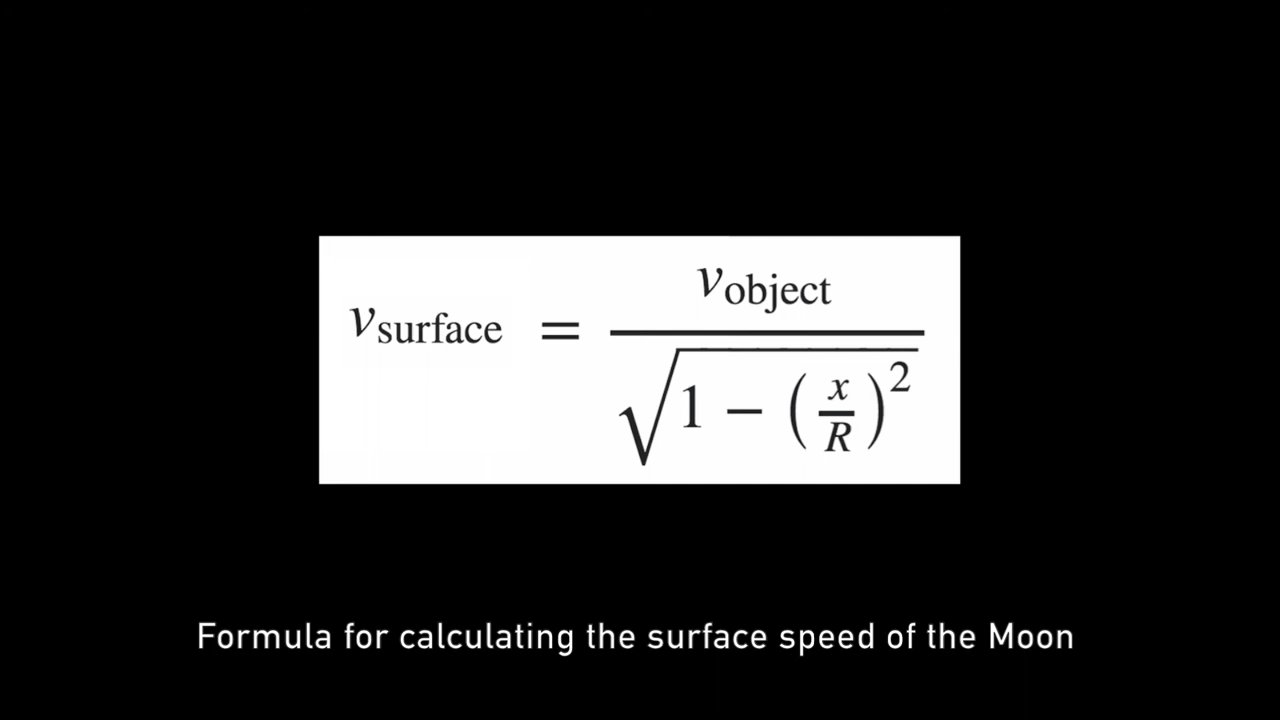 v_surface = v_object / √(1 − (x/R)²)
Formula for calculating the surface speed of the Moon